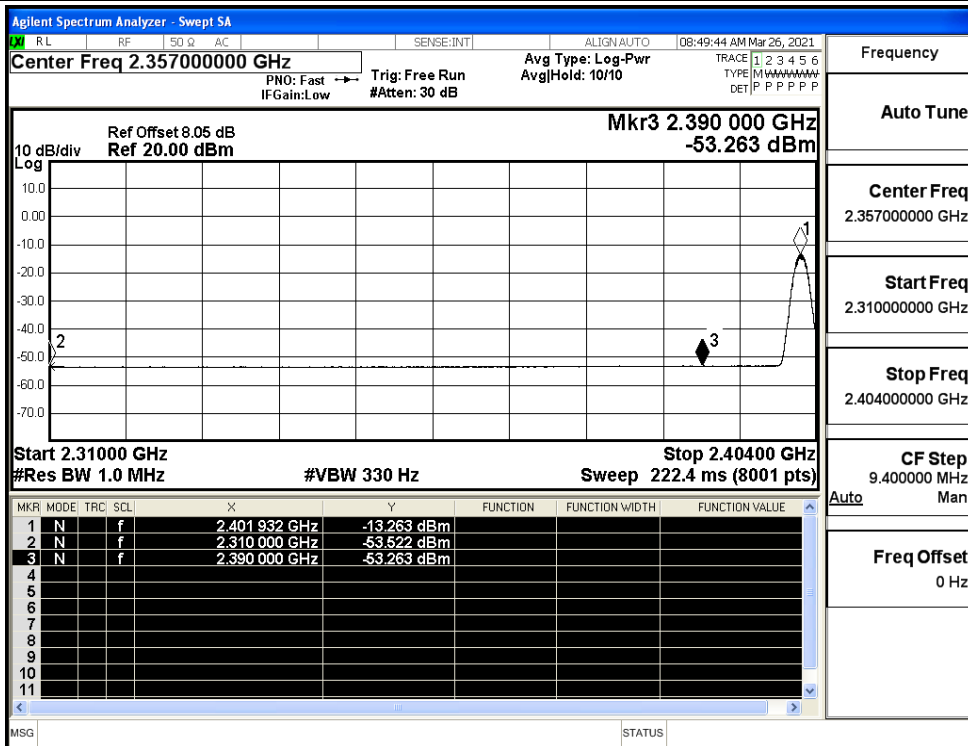 Agilent Spectrum Analyzer - Swept SA
LXI RL RF 50 Ω AC SENSE:INT ALIGNAUTO 08:49:44 AM Mar 26, 2021
Center Freq 2.357000000 GHz
PNO: Fast
IFGain:Low
Trig: Free Run
#Atten: 30 dB
Avg Type: Log-Pwr
Avg|Hold: 10/10
TRACE 1 2 3 4 5 6
TYPE M WWWWW
DET P P P P P P
Mkr3 2.390 000 GHz
-53.263 dBm
Ref Offset 8.05 dB
10 dB/div Ref 20.00 dBm
Log
10.0
0.00
-10.0
-20.0
-30.0
-40.0
-50.0
-60.0
-70.0
1
2
3
Start 2.31000 GHz Stop 2.40400 GHz
#Res BW 1.0 MHz #VBW 330 Hz Sweep 222.4 ms (8001 pts)
MKR MODE TRC SCL X Y FUNCTION FUNCTION WIDTH FUNCTION VALUE
1 N f 2.401 932 GHz -13.263 dBm
2 N f 2.310 000 GHz -53.522 dBm
3 N f 2.390 000 GHz -53.263 dBm
4
5
6
7
8
9
10
11
MSG STATUS
Frequency
Auto Tune
Center Freq
2.357000000 GHz
Start Freq
2.310000000 GHz
Stop Freq
2.404000000 GHz
CF Step
9.400000 MHz
Auto Man
Freq Offset
0 Hz